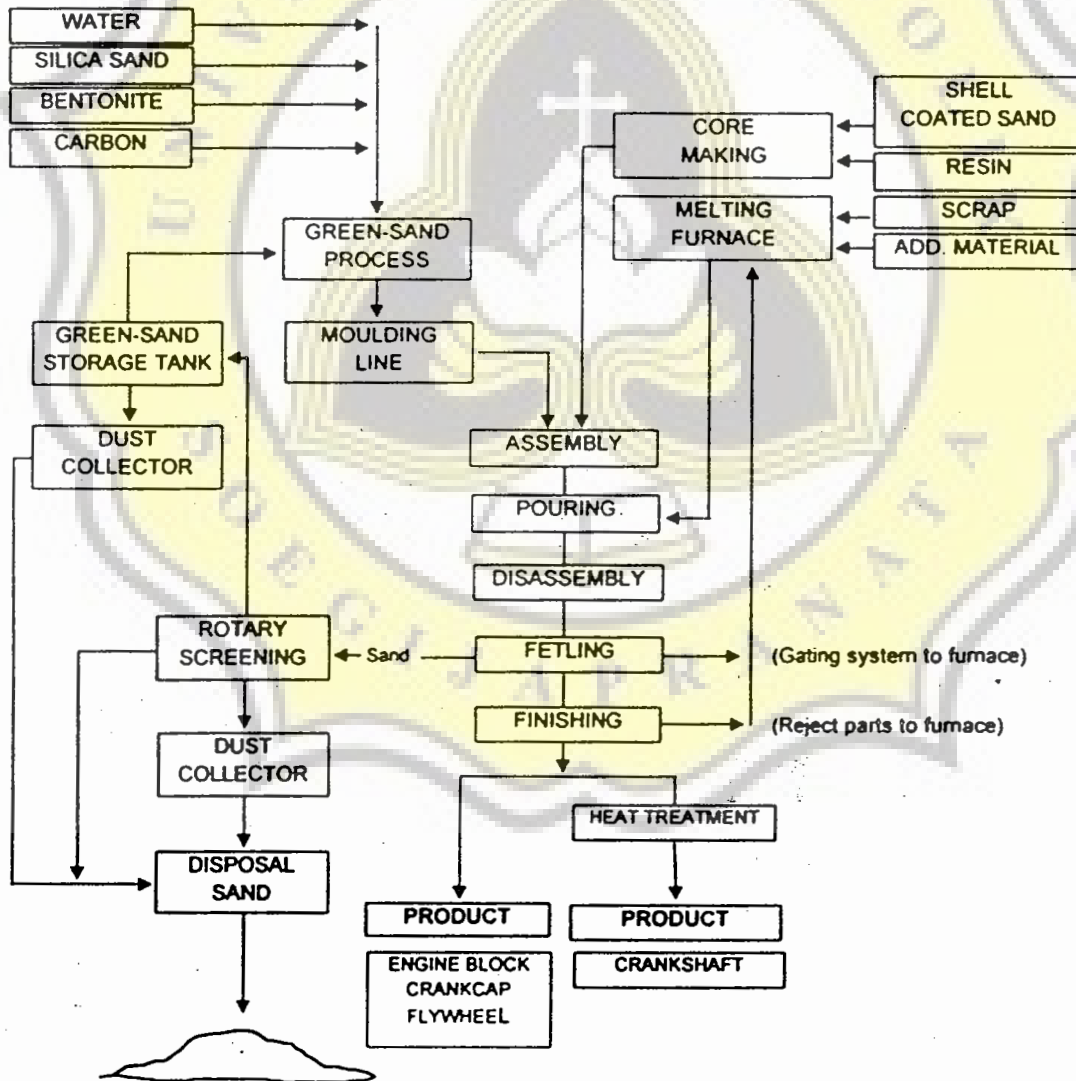 WATER
SILICA SAND
BENTONITE
CARBON
SHELL
COATED SAND
CORE
MAKING
RESIN
MELTING
FURNACE
SCRAP
ADD. MATERIAL
GREEN-SAND
PROCESS
GREEN-SAND
STORAGE TANK
MOULDING
LINE
DUST
COLLECTOR
ASSEMBLY
POURING.
DISASSEMBLY
ROTARY
SCREENING
Sand
FETLING
(Gating system to furnace)
FINISHING
(Reject parts to furnace)
DUST
COLLECTOR
HEAT TREATMENT
DISPOSAL
SAND
PRODUCT
PRODUCT
ENGINE BLOCK
CRANKCAP
FLYWHEEL
CRANKSHAFT
SOEGIJAPRANATA